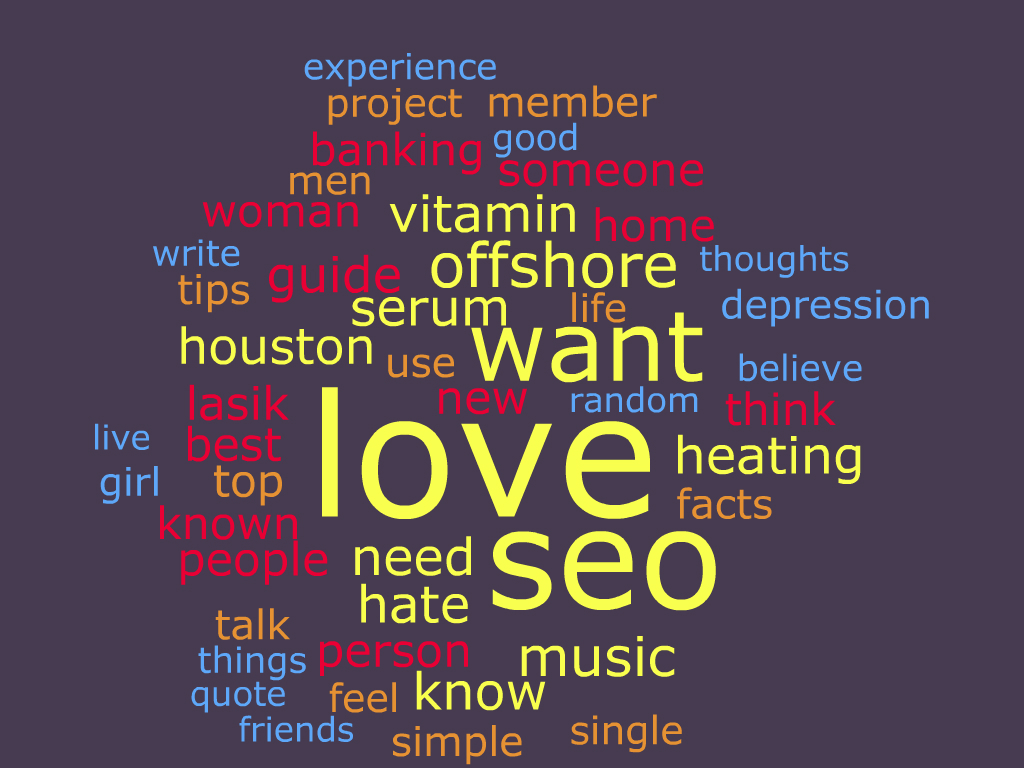 experience
project member
good
banking
someone
men
woman vitamin home
write offshore thoughts
guide
tips serum life depression
houston use want believe
lasik new random think
live best love heating
girl top facts
known
people need seo
hate
talk
person music
things
quote feel know
friends simple single